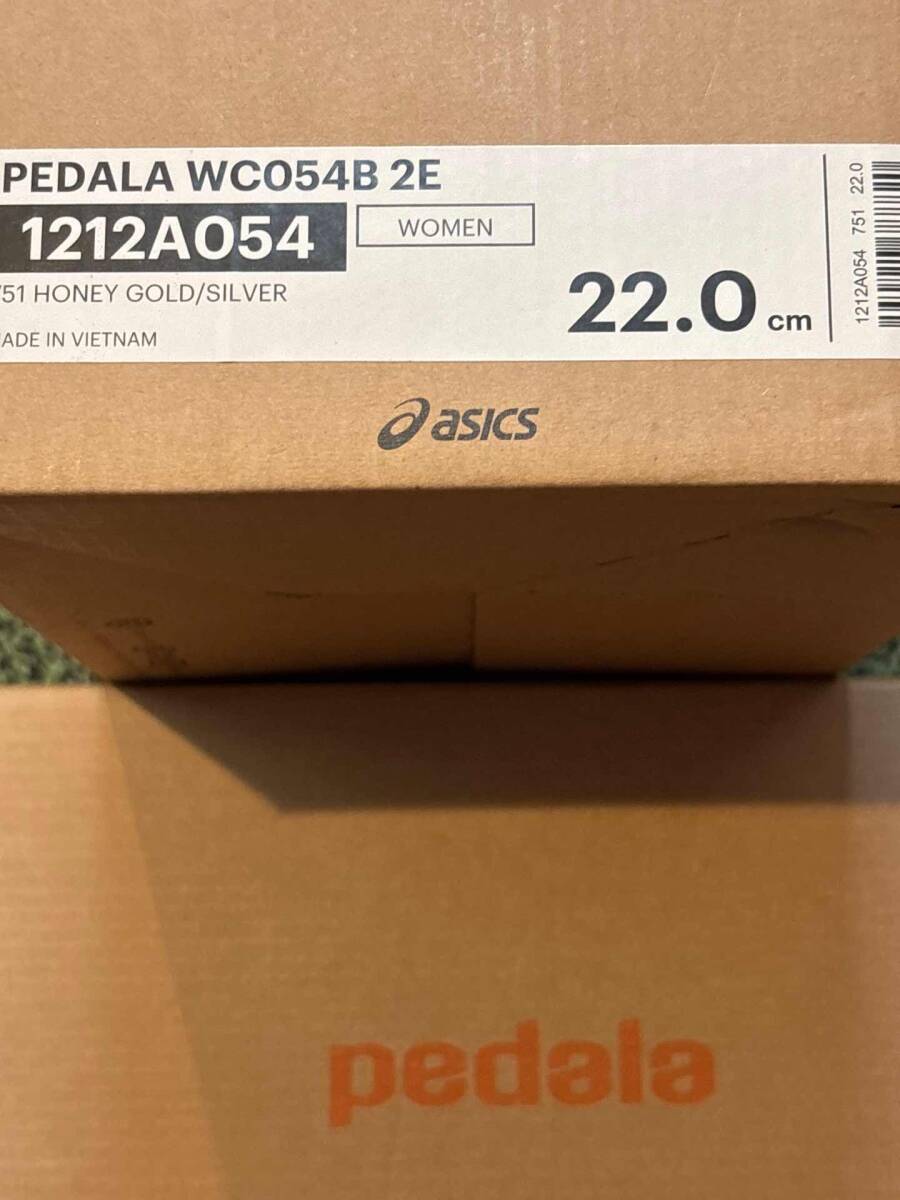 PEDALA WC054B 2E
1212A054
WOMEN
751 HONEY GOLD/SILVER
22.0 cm
ADE IN VIETNAM
1212A054 751 22.0
asics
pedala